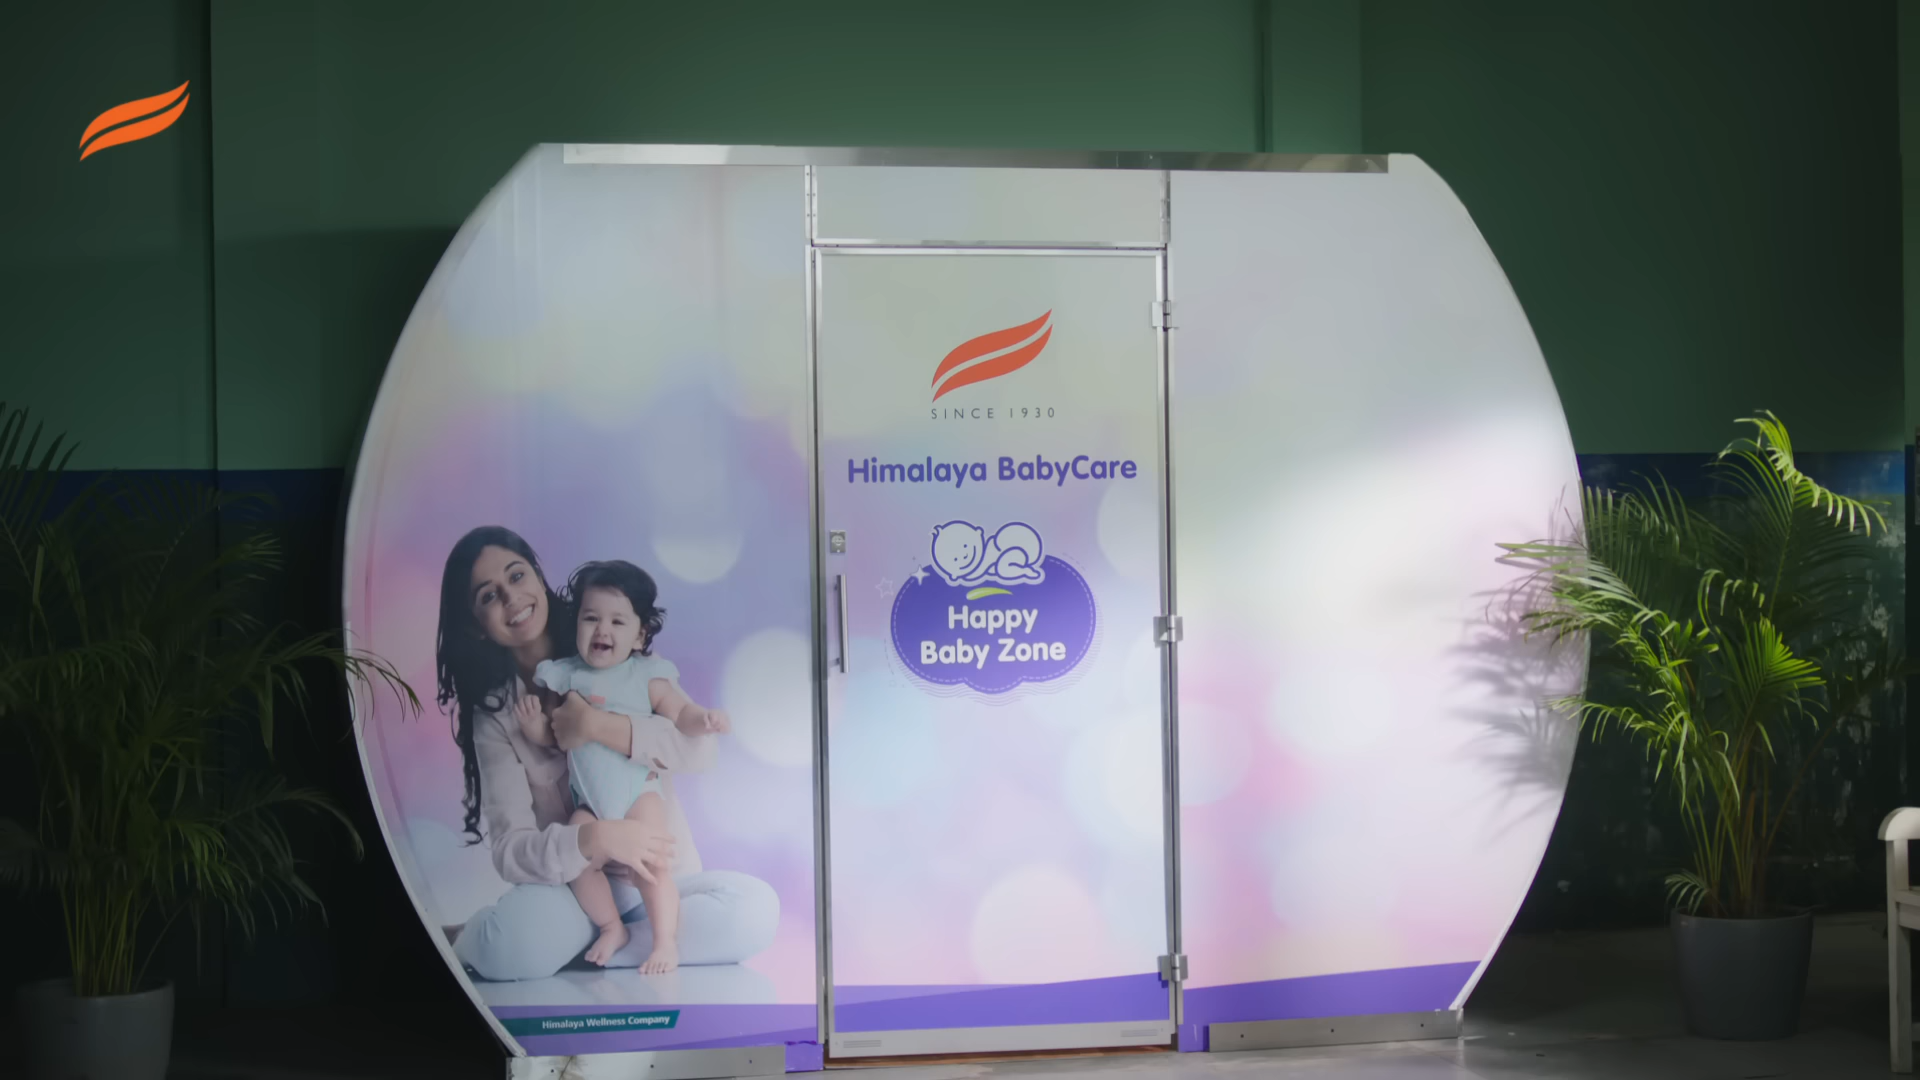 SINCE 1930
Himalaya BabyCare
Happy
Baby Zone
Himalaya Wellness Company